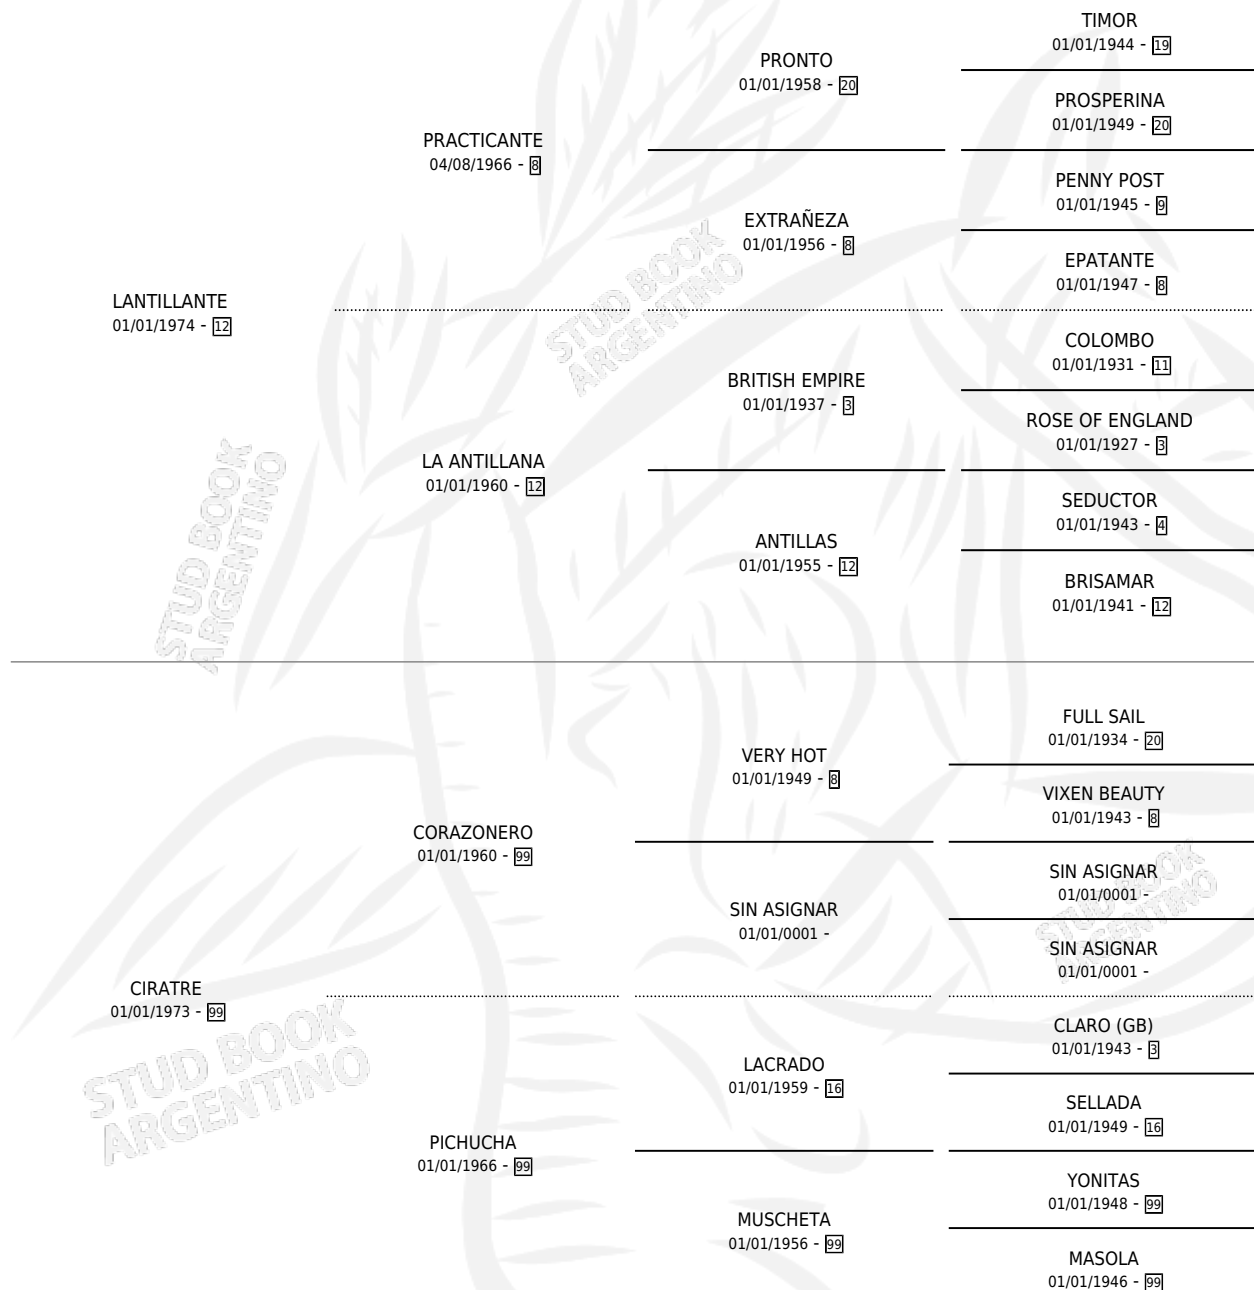 TIMOR
01/01/1944 - 19
PRONTO
01/01/1958 - 20
PROSPERINA
01/01/1949 - 20
PRACTICANTE
04/08/1966 - 8
PENNY POST
01/01/1945 - 9
EXTRAÑEZA
01/01/1956 - 8
EPATANTE
01/01/1947 - 8
LANTILLANTE
01/01/1974 - 12
COLOMBO
01/01/1931 - 11
BRITISH EMPIRE
01/01/1937 - 3
ROSE OF ENGLAND
01/01/1927 - 3
LA ANTILLANA
01/01/1960 - 12
SEDUCTOR
01/01/1943 - 4
ANTILLAS
01/01/1955 - 12
BRISAMAR
01/01/1941 - 12
FULL SAIL
01/01/1934 - 20
VERY HOT
01/01/1949 - 8
VIXEN BEAUTY
01/01/1943 - 8
CORAZONERO
01/01/1960 - 99
SIN ASIGNAR
01/01/0001 -
SIN ASIGNAR
01/01/0001 -
SIN ASIGNAR
01/01/0001 -
CIRATRE
01/01/1973 - 99
CLARO (GB)
01/01/1943 - 3
LACRADO
01/01/1959 - 16
SELLADA
01/01/1949 - 16
PICHUCHA
01/01/1966 - 99
YONITAS
01/01/1948 - 99
MUSCHETA
01/01/1956 - 99
MASOLA
01/01/1946 - 99
STUD BOOK
ARGENTINO
STUD BOOK
ARGENTINO
STUD BOOK
ARGENTINO
STUD BOOK
ARGENTINO